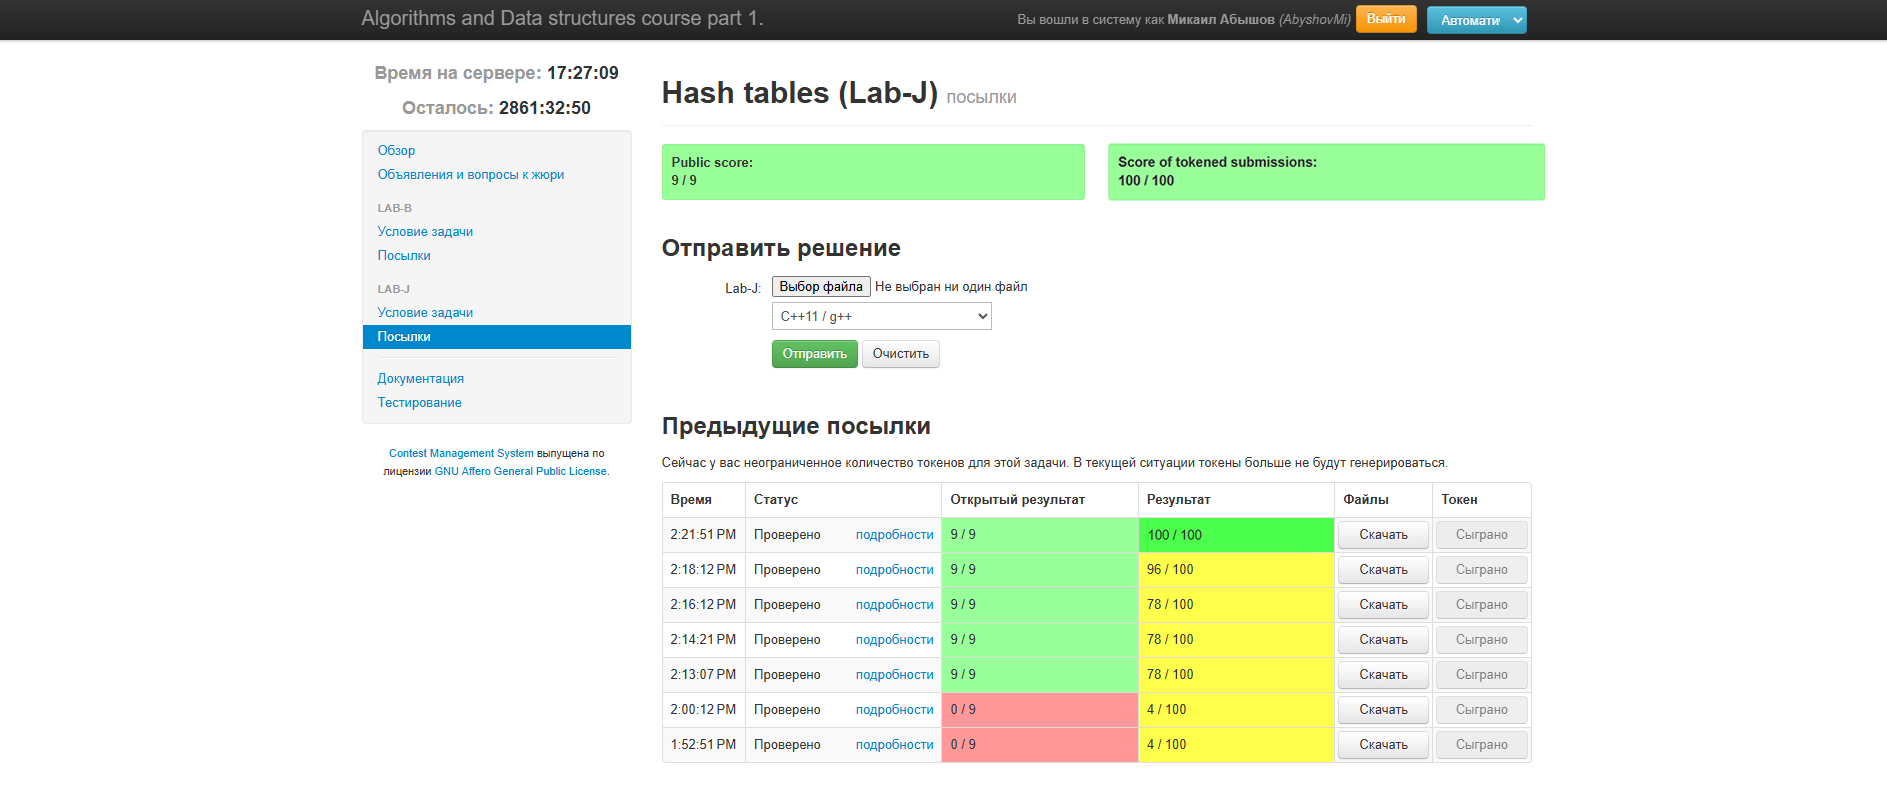 Algorithms and Data structures course part 1.
Вы вошли в систему как Микаил Абышов (AbyshovMi) Выйти Автомати
Время на сервере: 17:27:09
Осталось: 2861:32:50
Обзор
Объявления и вопросы к жюри
LAB-B
Условие задачи
Посылки
LAB-J
Условие задачи
Посылки
Документация
Тестирование
Contest Management System выпущена по
лицензии GNU Affero General Public License.
Hash tables (Lab-J) посылки
Public score:
9 / 9
Score of tokened submissions:
100 / 100
Отправить решение
Lab-J: Выбор файла Не выбран ни один файл
C++11 / g++
Отправить Очистить
Предыдущие посылки
Сейчас у вас неограниченное количество токенов для этой задачи. В текущей ситуации токены больше не будут генерироваться.
Время Статус Открытый результат Результат Файлы Токен
2:21:51 PM Проверено подробности 9 / 9 100 / 100 Скачать Сыграно
2:18:12 PM Проверено подробности 9 / 9 96 / 100 Скачать Сыграно
2:16:12 PM Проверено подробности 9 / 9 78 / 100 Скачать Сыграно
2:14:21 PM Проверено подробности 9 / 9 78 / 100 Скачать Сыграно
2:13:07 PM Проверено подробности 9 / 9 78 / 100 Скачать Сыграно
2:00:12 PM Проверено подробности 0 / 9 4 / 100 Скачать Сыграно
1:52:51 PM Проверено подробности 0 / 9 4 / 100 Скачать Сыграно